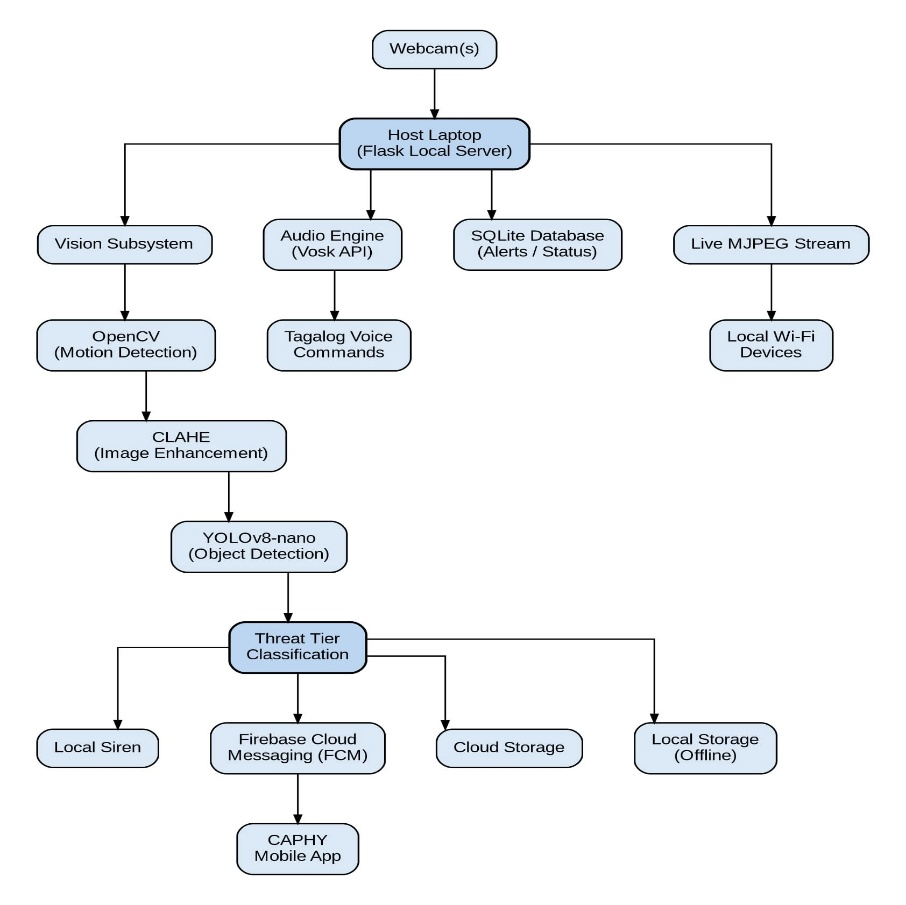 Webcam(s)
Host Laptop
(Flask Local Server)
Vision Subsystem
Audio Engine
(Vosk API)
SQLite Database
(Alerts / Status)
Live MJPEG Stream
OpenCV
(Motion Detection)
Tagalog Voice
Commands
Local Wi-Fi
Devices
CLAHE
(Image Enhancement)
YOLOv8-nano
(Object Detection)
Threat Tier
Classification
Local Siren
Firebase Cloud
Messaging (FCM)
Cloud Storage
Local Storage
(Offline)
CAPHY
Mobile App